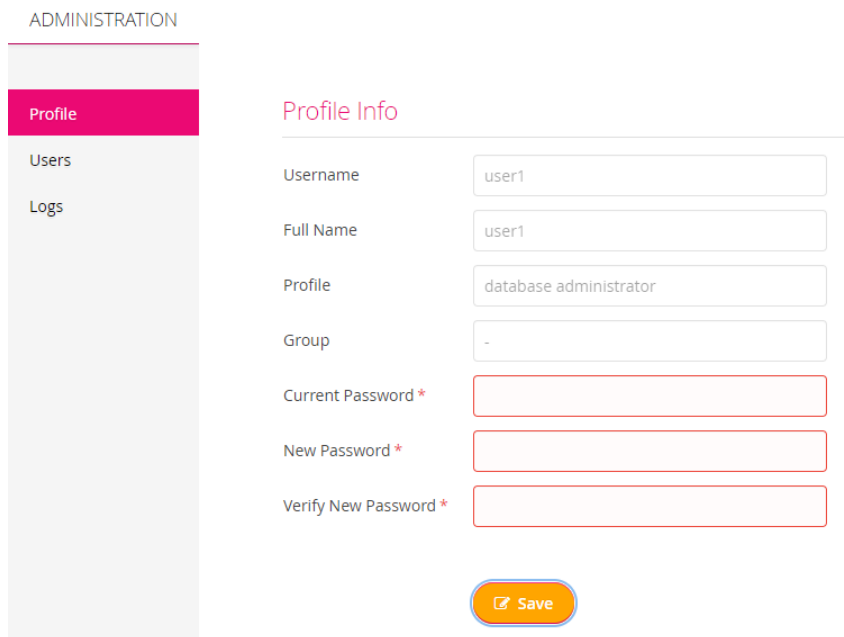 ADMINISTRATION
Profile
Users
Logs
Profile Info
Username user1
Full Name user1
Profile database administrator
Group -
Current Password *
New Password *
Verify New Password *
Save